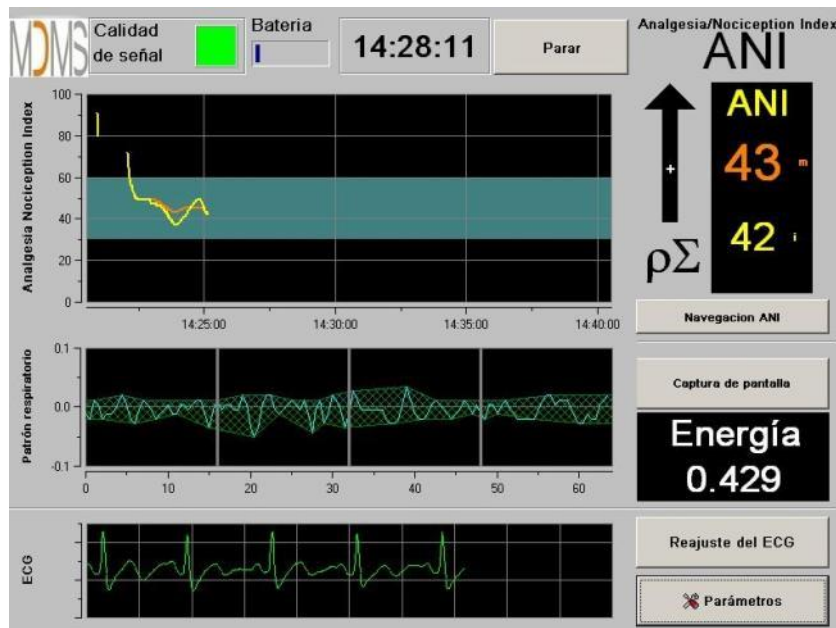 MDMS
Calidad
de señal
Bateria
14:28:11
Parar
Analgesia/Nociception Index
ANI
Analgesia Nociception Index
100
80
60
40
20
0
14:25:00
14:30:00
14:35:00
14:40:00
+
ρΣ
ANI
43 m
42 i
Navegacion ANI
Patrón respiratorio
0.1
0.0
-0.1
0
10
20
30
40
50
60
Captura de pantalla
Energía
0.429
ECG
Reajuste del ECG
Parámetros